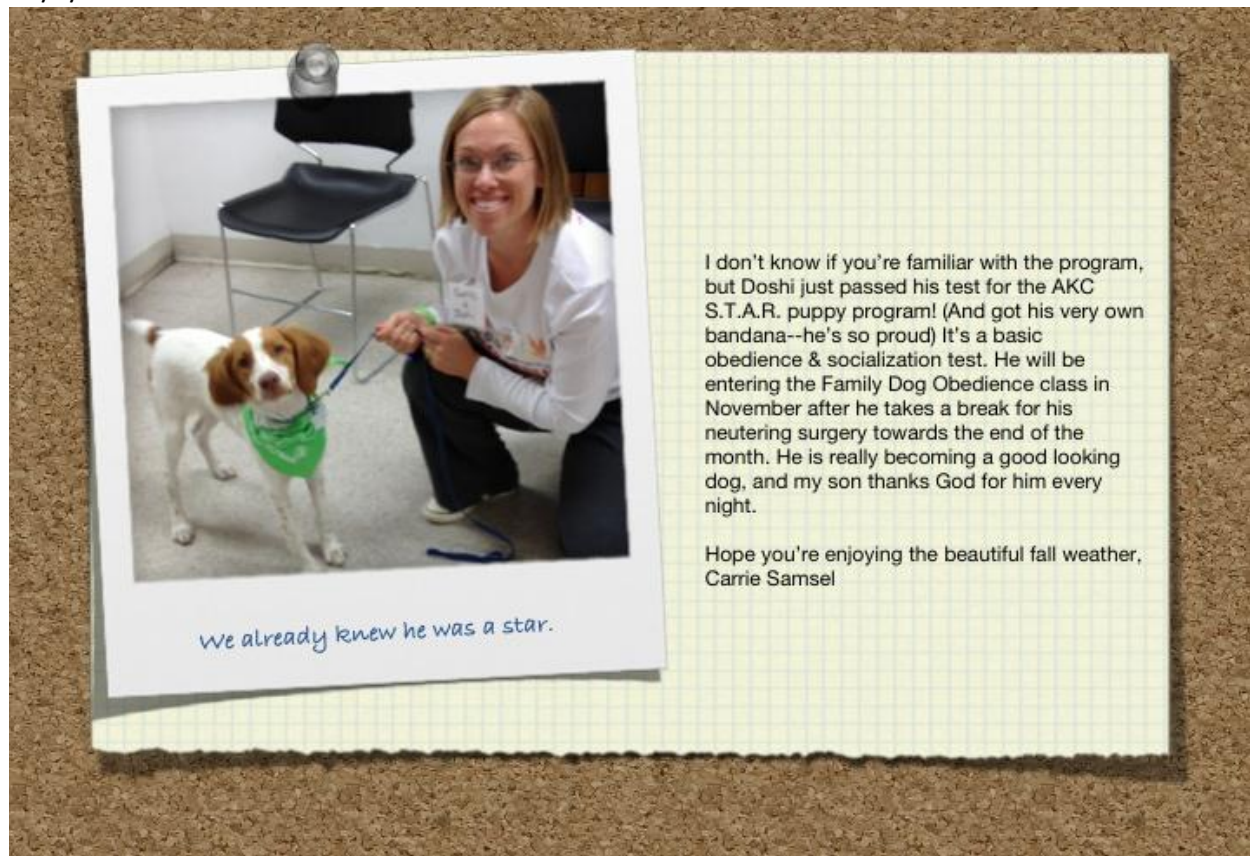 We already knew he was a star.
I don't know if you're familiar with the program,
but Doshi just passed his test for the AKC
S.T.A.R. puppy program! (And got his very own
bandana--he's so proud) It's a basic
obedience & socialization test. He will be
entering the Family Dog Obedience class in
November after he takes a break for his
neutering surgery towards the end of the
month. He is really becoming a good looking
dog, and my son thanks God for him every
night.
Hope you're enjoying the beautiful fall weather,
Carrie Samsel